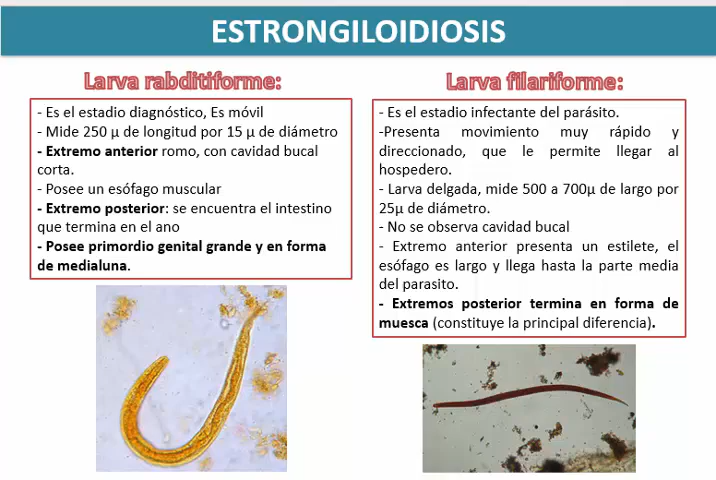 ESTRONGILOIDIOSIS
Larva rabditiforme:
- Es el estadio diagnóstico, Es móvil
- Mide 250 µ de longitud por 15 µ de diámetro
- Extremo anterior romo, con cavidad bucal
corta.
- Posee un esófago muscular
- Extremo posterior: se encuentra el intestino
que termina en el ano
- Posee primordio genital grande y en forma
de medialuna.
Larva filariforme:
- Es el estadio infectante del parásito.
-Presenta movimiento muy rápido y
direccionado, que le permite llegar al
hospedero.
- Larva delgada, mide 500 a 700µ de largo por
25µ de diámetro.
- No se observa cavidad bucal
- Extremo anterior presenta un estilete, el
esófago es largo y llega hasta la parte media
del parasito.
- Extremos posterior termina en forma de
muesca (constituye la principal diferencia).